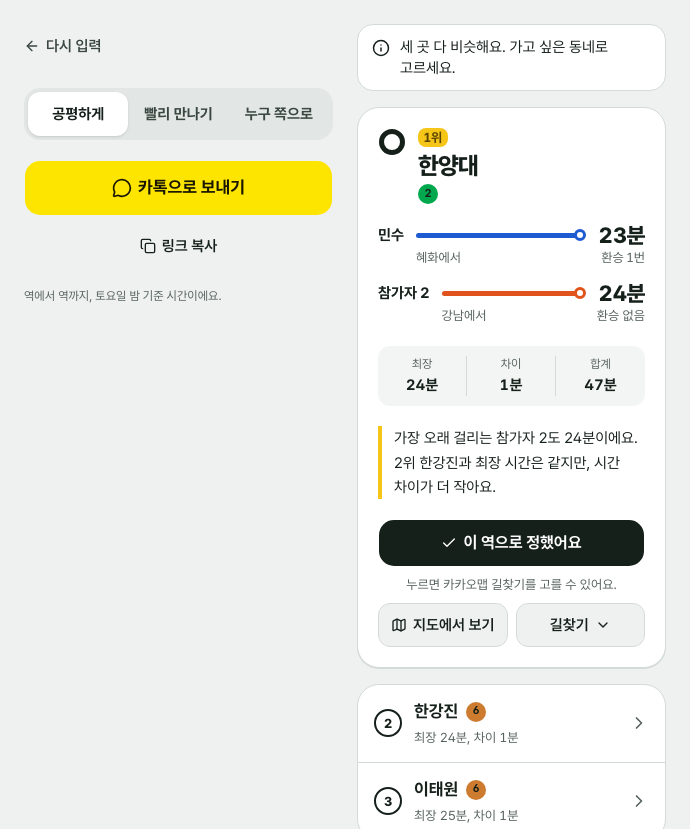 다시 입력
공평하게
빨리 만나기
누구 쪽으로
카톡으로 보내기
링크 복사
역에서 역까지, 토요일 밤 기준 시간이에요.
세 곳 다 비슷해요. 가고 싶은 동네로
고르세요.
1위
한양대
2
민수
23분
혜화에서
환승 1번
참가자 2
24분
강남에서
환승 없음
최장
차이
합계
24분
1분
47분
가장 오래 걸리는 참가자 2도 24분이에요.
2위 한강진과 최장 시간은 같지만, 시간
차이가 더 작아요.
이 역으로 정했어요
누르면 카카오맵 길찾기를 고를 수 있어요.
지도에서 보기
길찾기
2
한강진
6
최장 24분, 차이 1분
3
이태원
6
최장 25분, 차이 1분